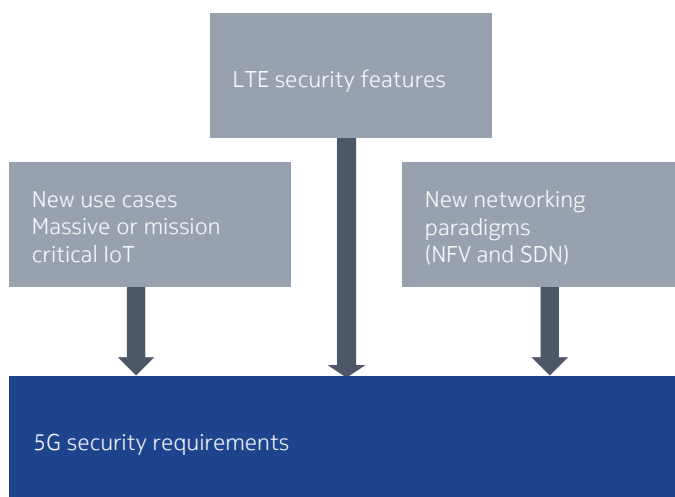 LTE security features
New use cases
Massive or mission
critical IoT
New networking
paradigms
(NFV and SDN)
5G security requirements